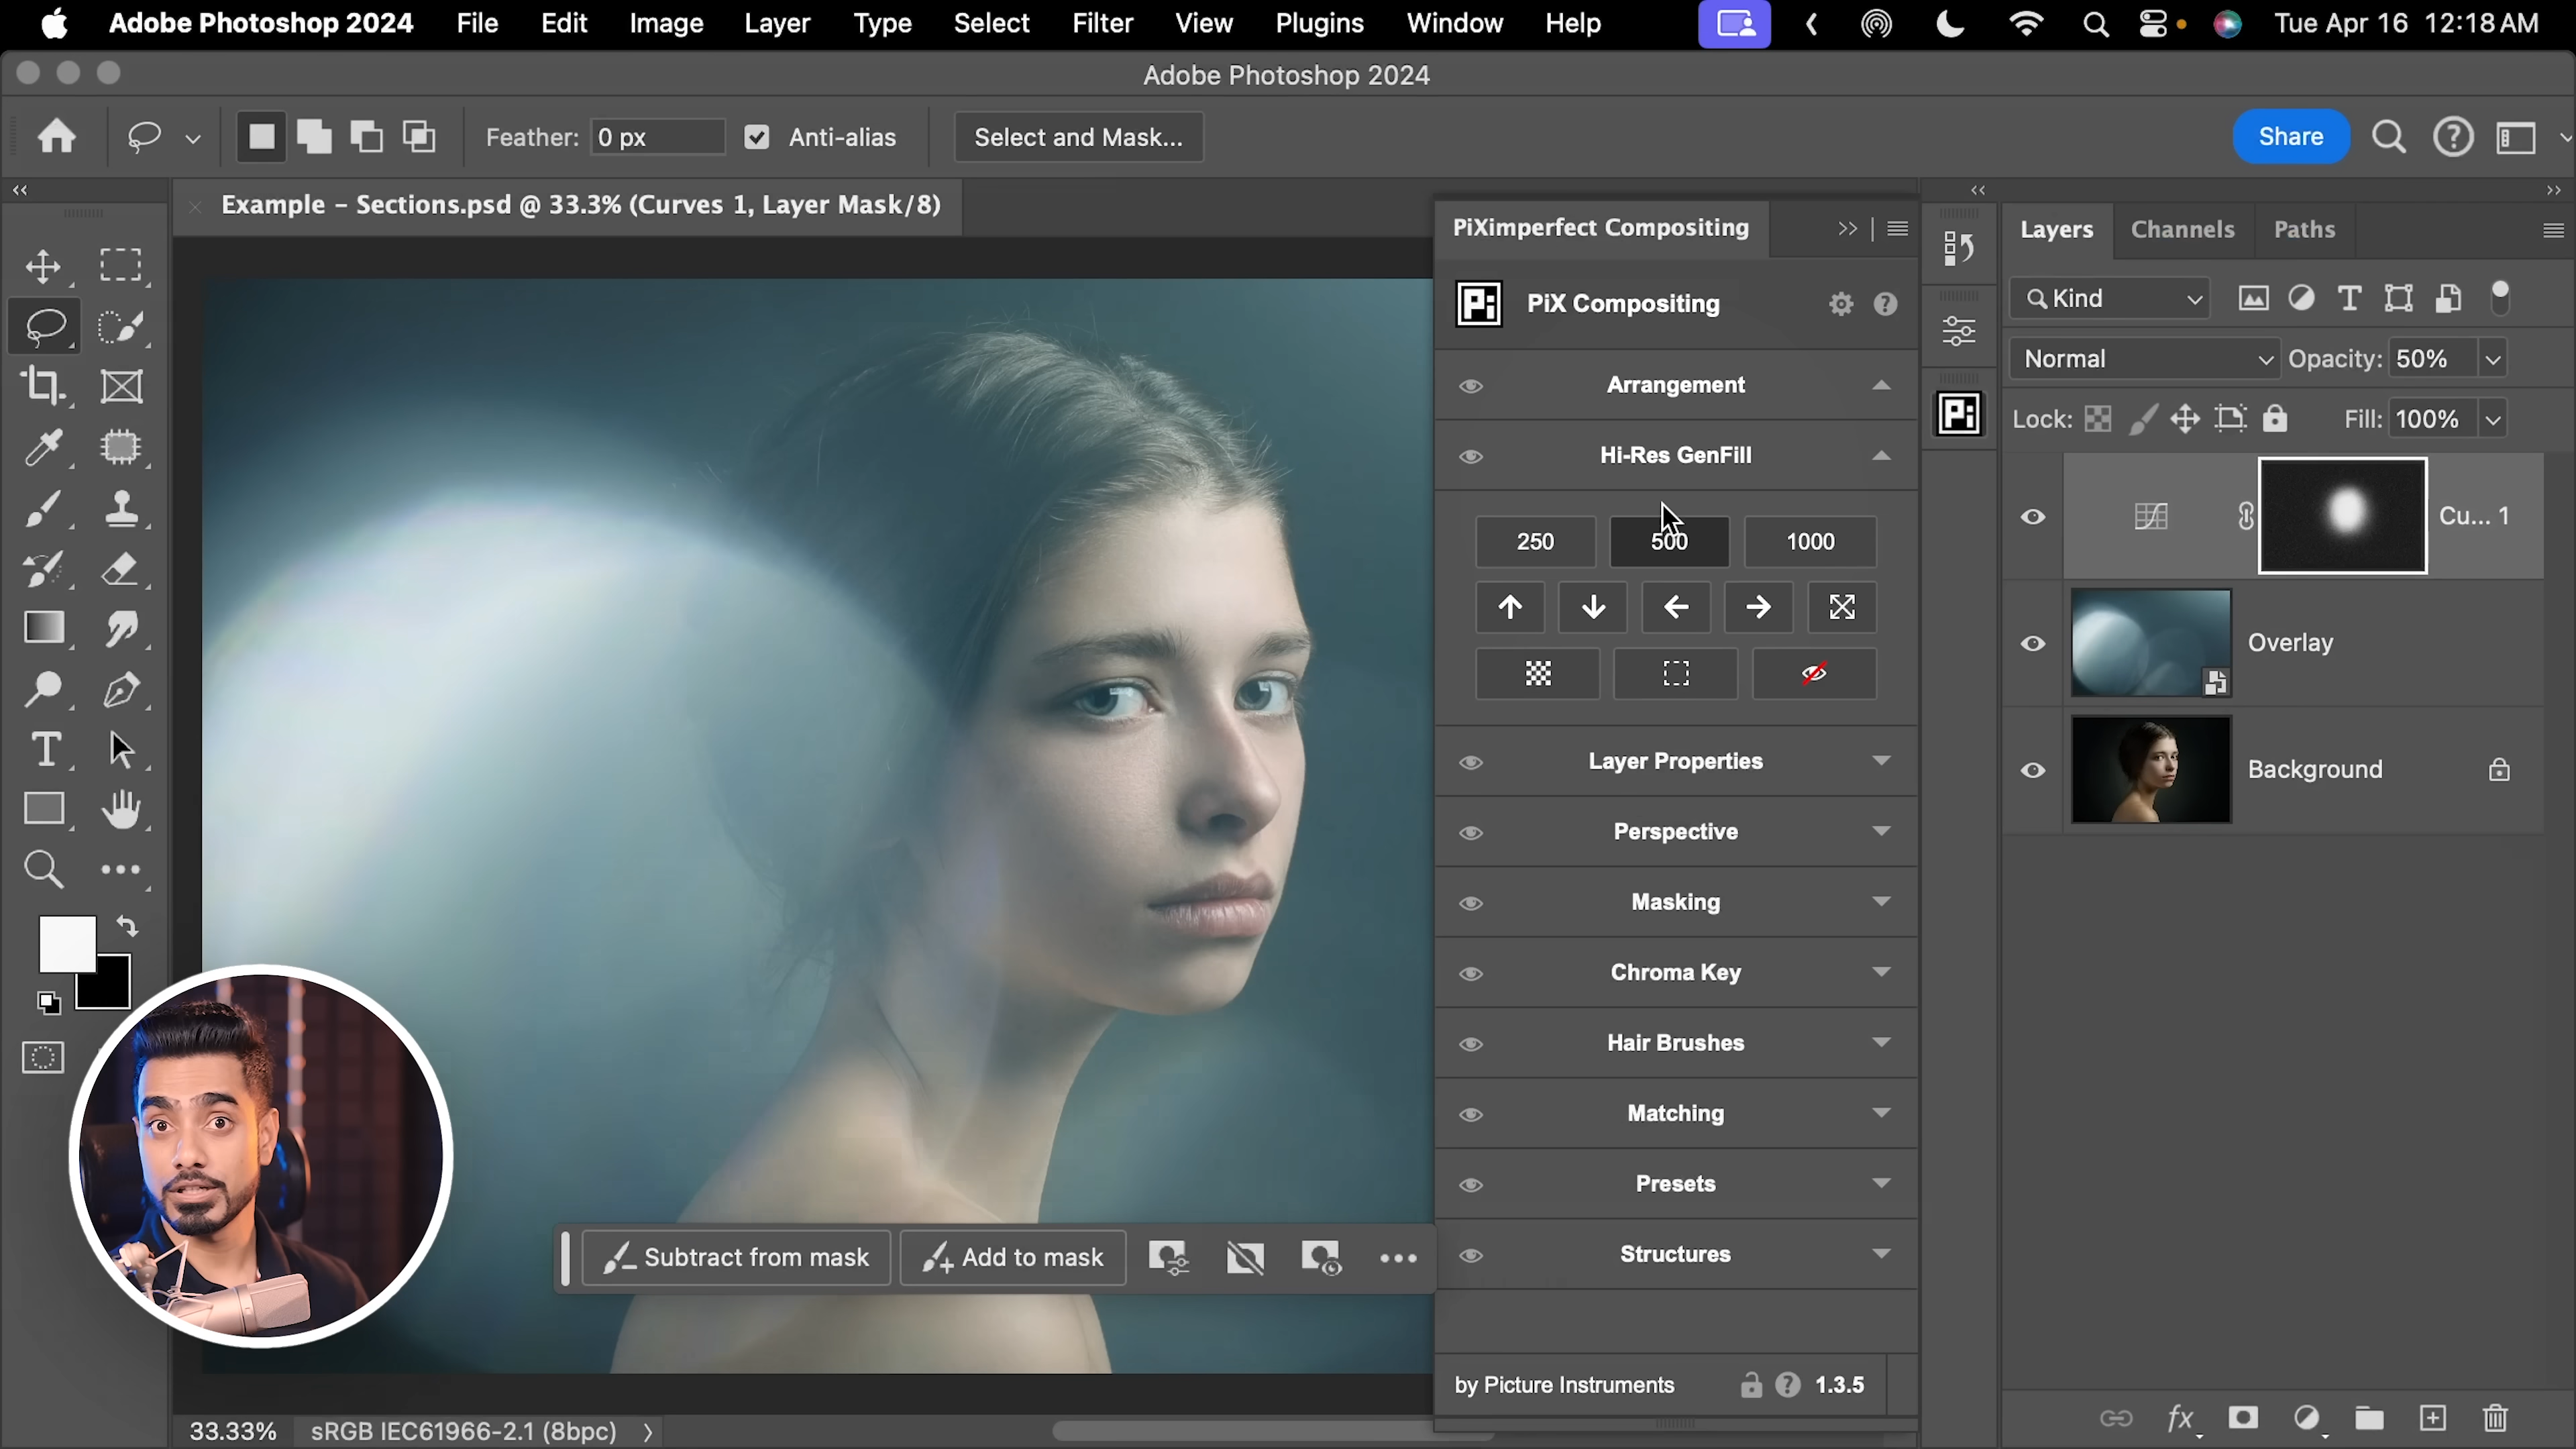 Adobe Photoshop 2024 File Edit Image Layer Type Select Filter View Plugins Window Help Tue Apr 16 12:18 AM
Adobe Photoshop 2024
Feather: 0 px Anti-alias Select and Mask... Share
Example - Sections.psd @ 33.3% (Curves 1, Layer Mask/8)
PiXimperfect Compositing
Pi PiX Compositing
Arrangement
Hi-Res GenFill
250 500 1000
Layer Properties
Perspective
Masking
Chroma Key
Hair Brushes
Matching
Presets
Structures
by Picture Instruments 1.3.5
Pi
Layers Channels Paths
Kind
Normal Opacity: 50%
Lock: Fill: 100%
Cu... 1
Overlay
Background
fx
Subtract from mask Add to mask
33.33% sRGB IEC61966-2.1 (8bpc)